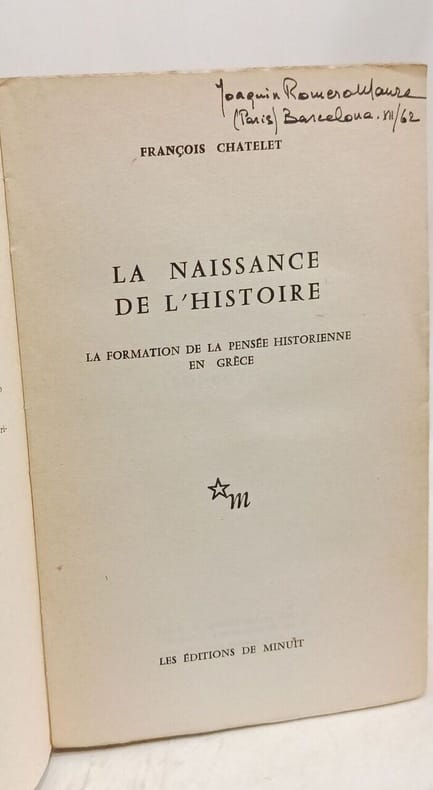 Joaquin Romero Maura
(Paris) Barcelona. VII/62
FRANÇOIS CHATELET
LA NAISSANCE
DE L'HISTOIRE
LA FORMATION DE LA PENSÉE HISTORIENNE
EN GRÈCE
m
LES ÉDITIONS DE MINUIT